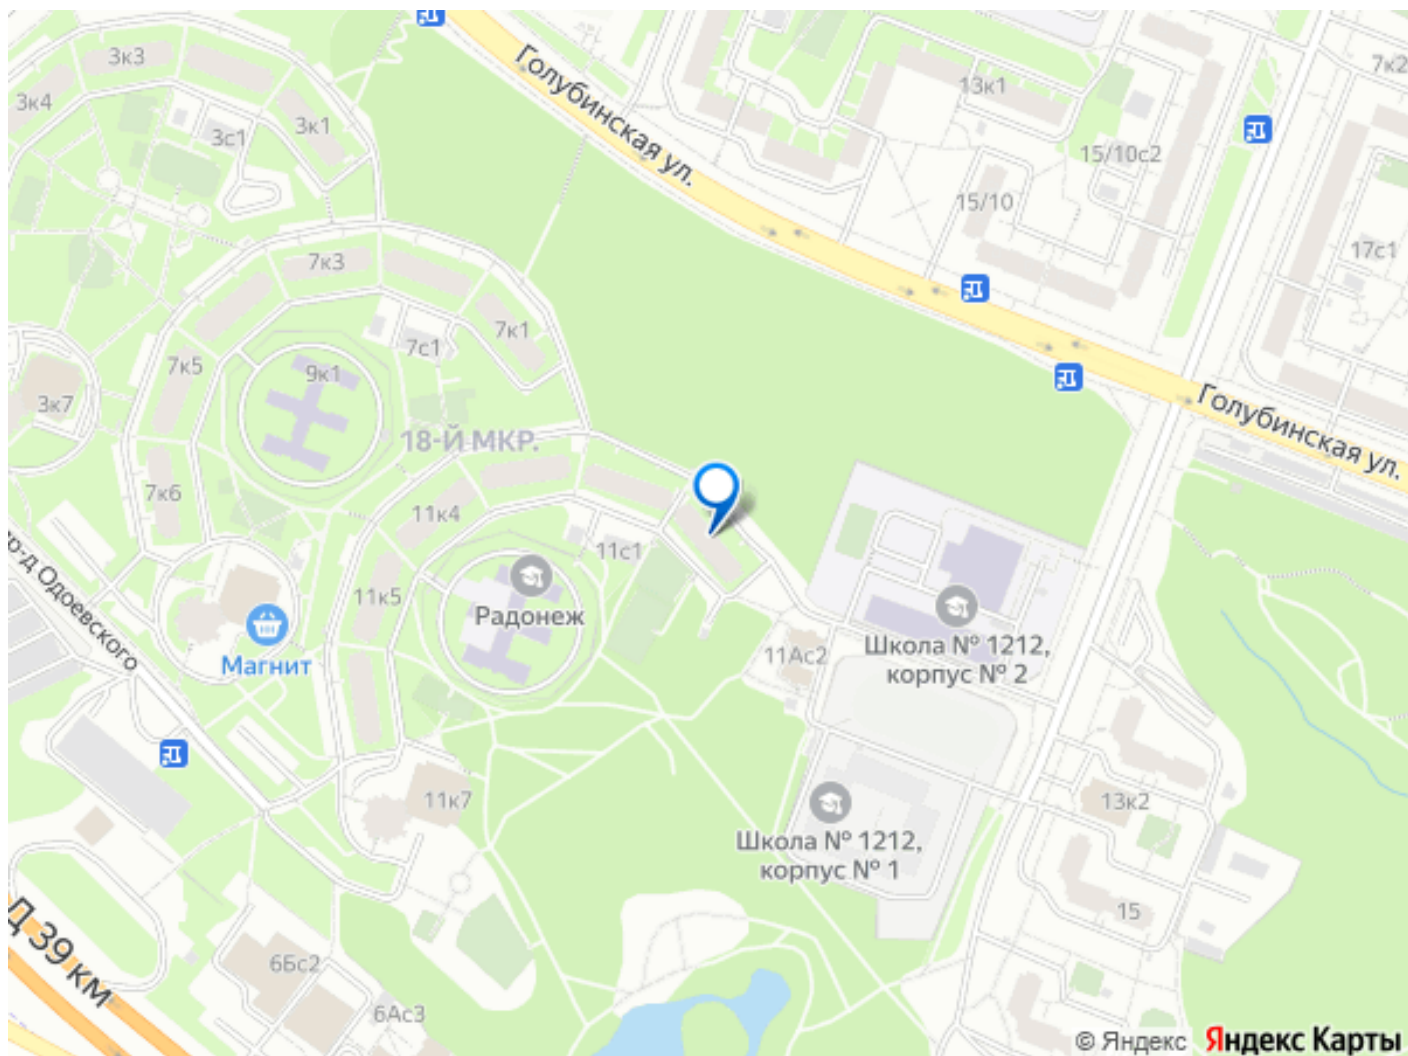 3к3
7к2
3к4
3к1
3с1
Голубинская ул.
13к1
15/10с2
15/10
17с1
7к3
7к1
7с1
7к5
9к1
3к7
Голубинская ул.
18-Й МКР.
7к6
11к4
11с1
р-д Одоевского
11к5
Радонеж
Магнит
11Ас2
Школа № 1212,
корпус № 2
11к7
13к2
Школа № 1212,
корпус № 1
15
Д 39 км
6Бс2
6Ас3
© Яндекс Яндекс Карты